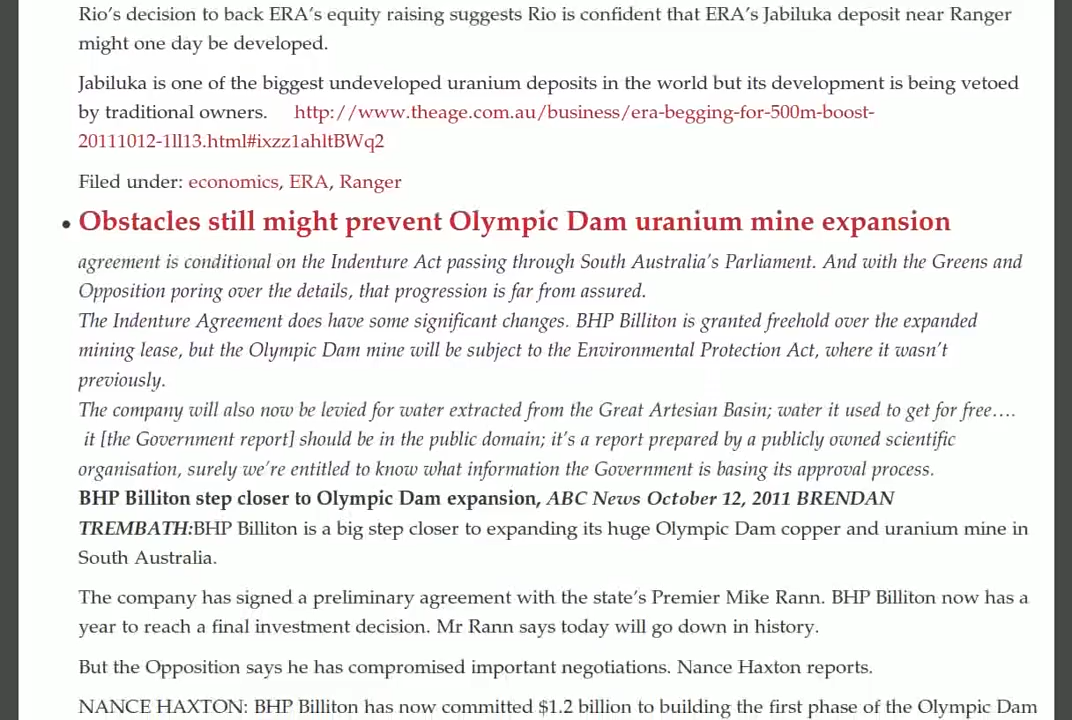 Rio's decision to back ERA's equity raising suggests Rio is confident that ERA's Jabiluka deposit near Ranger
might one day be developed.
Jabiluka is one of the biggest undeveloped uranium deposits in the world but its development is being vetoed
by traditional owners. http://www.theage.com.au/business/era-begging-for-500m-boost-
20111012-1ll13.html#ixzz1ahltBWq2
Filed under: economics, ERA, Ranger
• Obstacles still might prevent Olympic Dam uranium mine expansion
agreement is conditional on the Indenture Act passing through South Australia's Parliament. And with the Greens and
Opposition poring over the details, that progression is far from assured.
The Indenture Agreement does have some significant changes. BHP Billiton is granted freehold over the expanded
mining lease, but the Olympic Dam mine will be subject to the Environmental Protection Act, where it wasn't
previously.
The company will also now be levied for water extracted from the Great Artesian Basin; water it used to get for free….
it [the Government report] should be in the public domain; it's a report prepared by a publicly owned scientific
organisation, surely we're entitled to know what information the Government is basing its approval process.
BHP Billiton step closer to Olympic Dam expansion, ABC News October 12, 2011 BRENDAN
TREMBATH:BHP Billiton is a big step closer to expanding its huge Olympic Dam copper and uranium mine in
South Australia.
The company has signed a preliminary agreement with the state's Premier Mike Rann. BHP Billiton now has a
year to reach a final investment decision. Mr Rann says today will go down in history.
But the Opposition says he has compromised important negotiations. Nance Haxton reports.
NANCE HAXTON: BHP Billiton has now committed $1.2 billion to building the first phase of the Olympic Dam